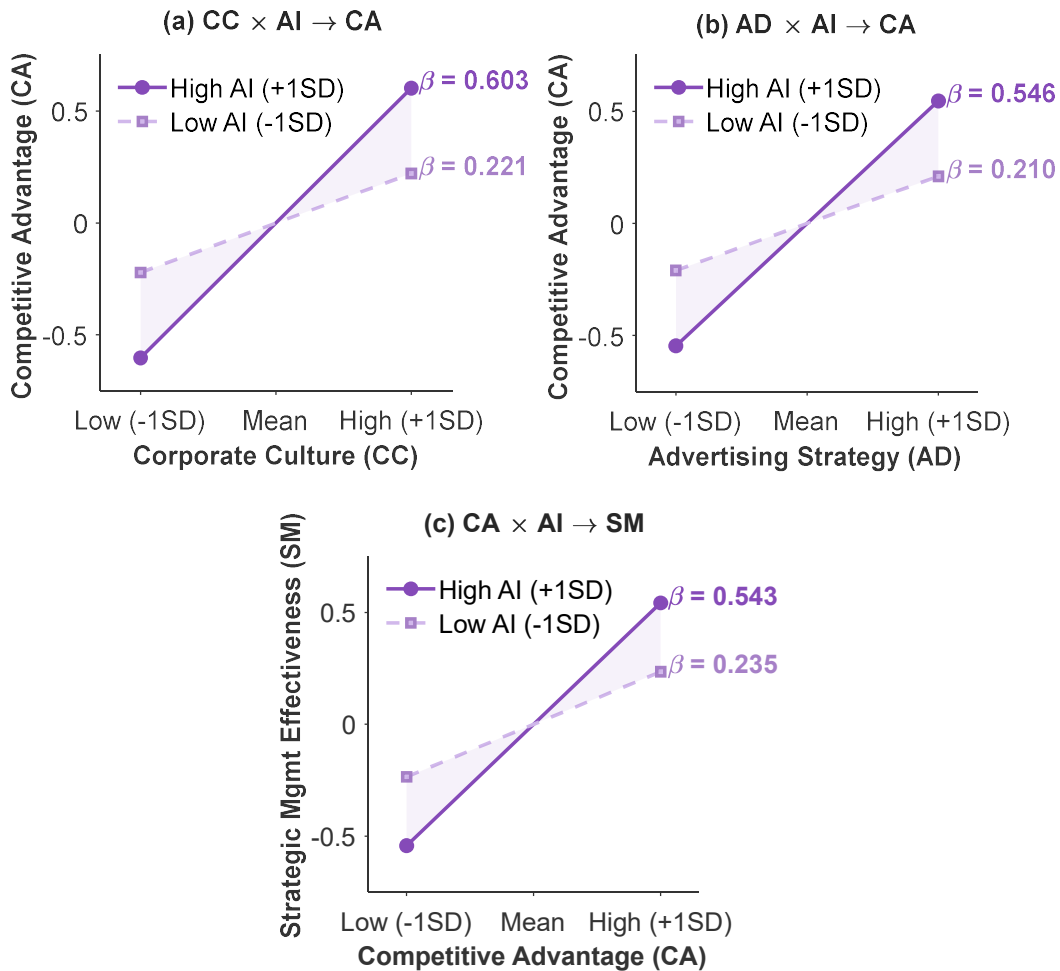 (a) CC × AI → CA
Competitive Advantage (CA)
High AI (+1SD)
Low AI (-1SD)
β = 0.603
β = 0.221
0.5
0
-0.5
Low (-1SD)
Mean
High (+1SD)
Corporate Culture (CC)
(b) AD × AI → CA
Competitive Advantage (CA)
High AI (+1SD)
Low AI (-1SD)
β = 0.546
β = 0.210
0.5
0
-0.5
Low (-1SD)
Mean
High (+1SD)
Advertising Strategy (AD)
(c) CA × AI → SM
Strategic Mgmt Effectiveness (SM)
High AI (+1SD)
Low AI (-1SD)
β = 0.543
β = 0.235
0.5
0
-0.5
Low (-1SD)
Mean
High (+1SD)
Competitive Advantage (CA)